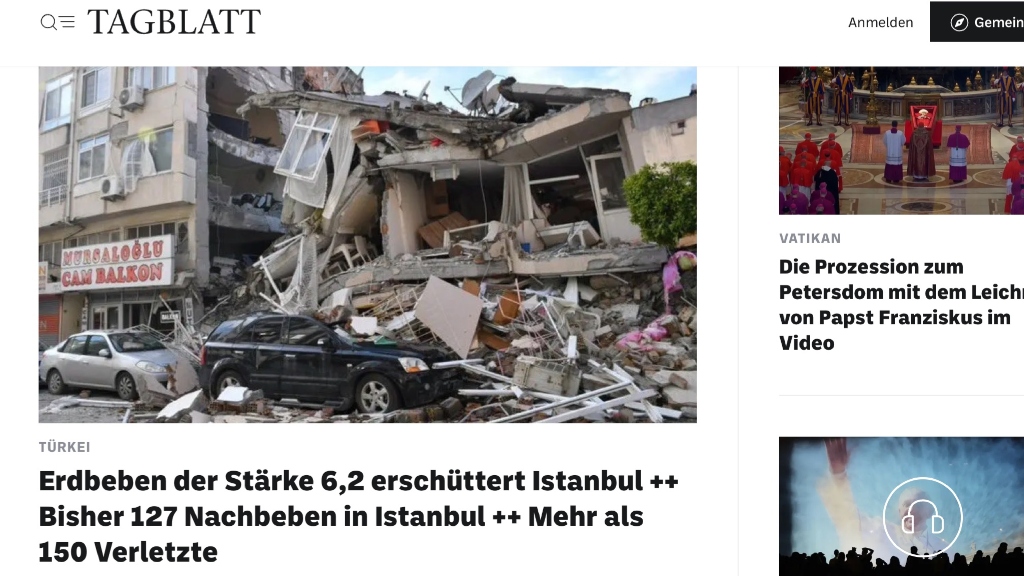 TAGBLATT
Anmelden
Gemein
MURSALOĞLU
CAM BALKON
TÜRKEI
Erdbeben der Stärke 6,2 erschüttert Istanbul ++
Bisher 127 Nachbeben in Istanbul ++ Mehr als
150 Verletzte
VATIKAN
Die Prozession zum
Petersdom mit dem Leichn
von Papst Franziskus im
Video